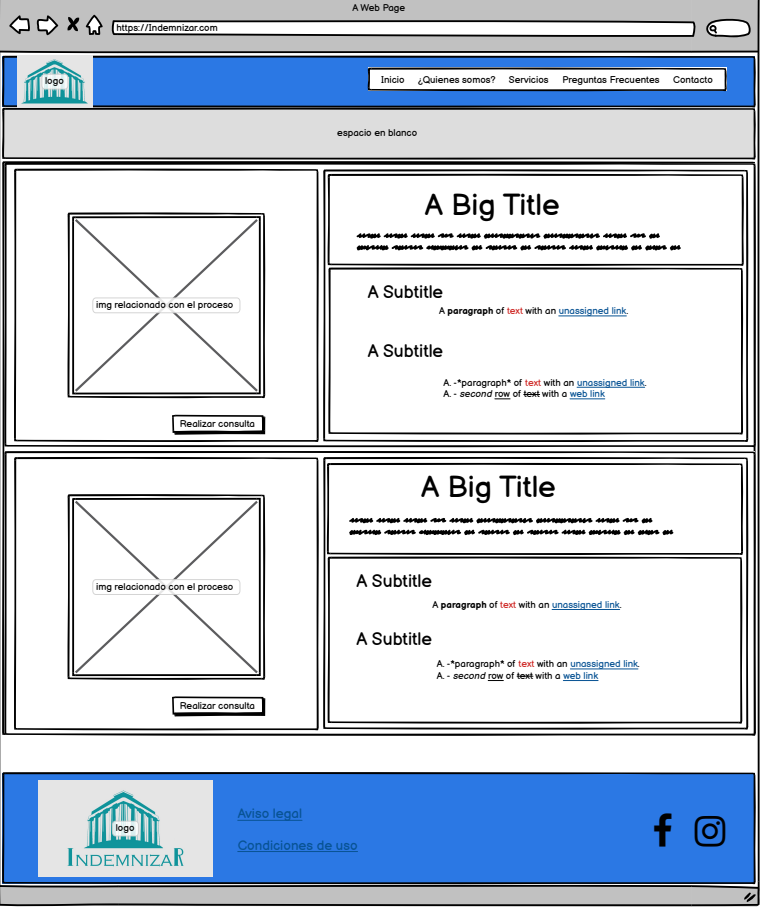 A Web Page
https://Indemnizar.com
logo
Inicio ¿Quienes somos? Servicios Preguntas Frecuentes Contacto
espacio en blanco
img relacionado con el proceso
Realizar consulta
A Big Title
A Subtitle
A paragraph of text with an unassigned link.
A Subtitle
A. -*paragraph* of text with an unassigned link.
A. - second row of text with a web link
img relacionado con el proceso
Realizar consulta
A Big Title
A Subtitle
A paragraph of text with an unassigned link.
A Subtitle
A. -*paragraph* of text with an unassigned link.
A. - second row of text with a web link
logo
INDEMNIZAR
Aviso legal
Condiciones de uso